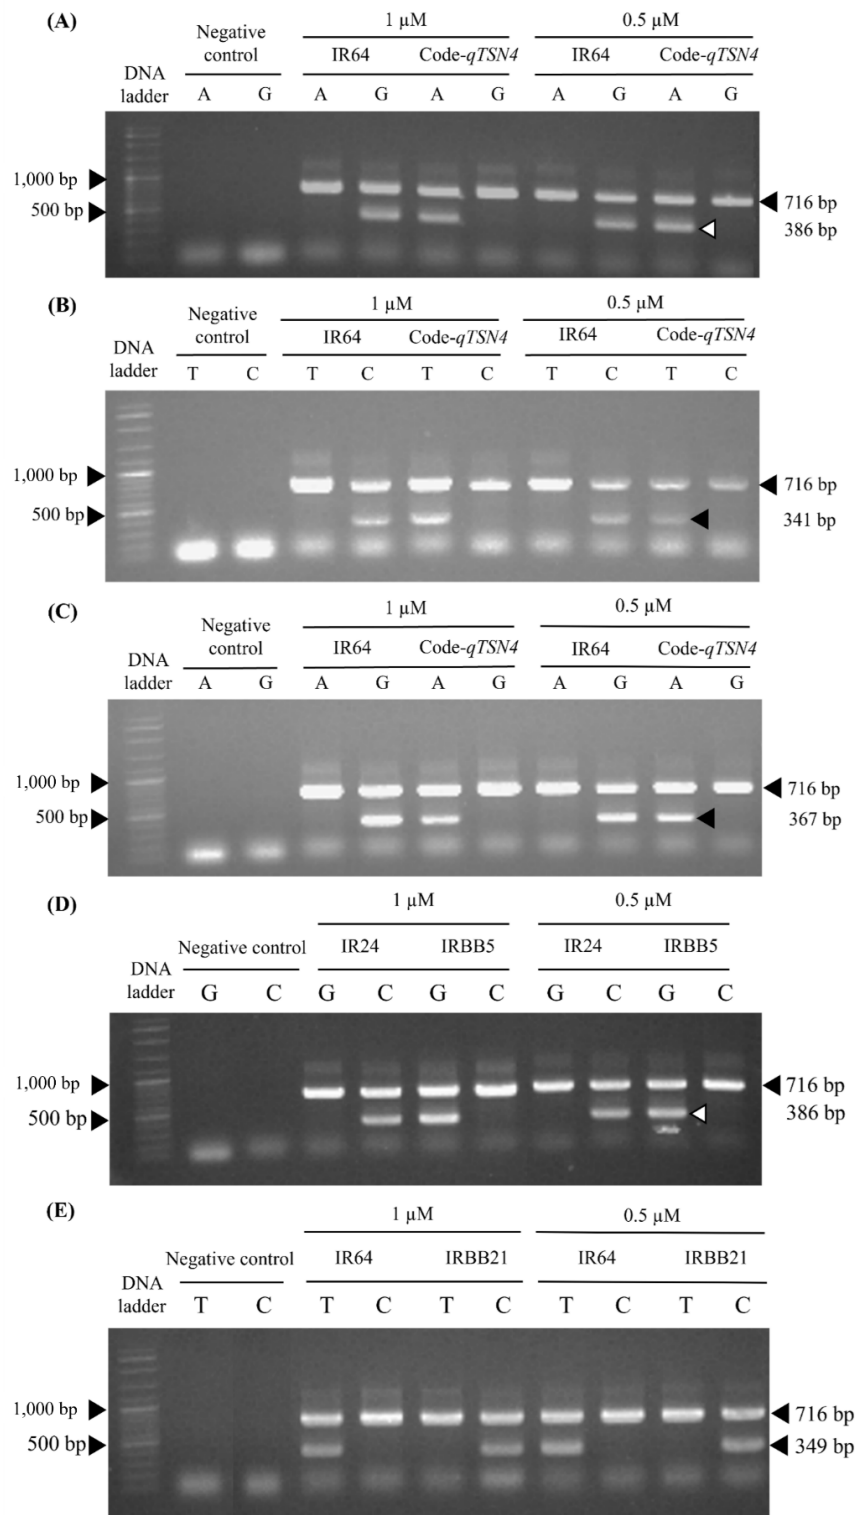 (A)
1 µM 0.5 µM
Negative
control
IR64 Code-qTSN4 IR64 Code-qTSN4
DNA
ladder
A G A G A G A G A G
1,000 bp
500 bp
716 bp
386 bp
(B)
1 µM 0.5 µM
Negative
control
IR64 Code-qTSN4 IR64 Code-qTSN4
DNA
ladder
T C T C T C T C T C
1,000 bp
500 bp
716 bp
341 bp
(C)
1 µM 0.5 µM
Negative
control
IR64 Code-qTSN4 IR64 Code-qTSN4
DNA
ladder
A G A G A G A G A G
1,000 bp
500 bp
716 bp
367 bp
(D)
1 µM 0.5 µM
Negative control IR24 IRBB5 IR24 IRBB5
DNA
ladder
G C G C G C G C G C
1,000 bp
500 bp
716 bp
386 bp
(E)
1 µM 0.5 µM
Negative control IR64 IRBB21 IR64 IRBB21
DNA
ladder
T C T C T C T C T C
1,000 bp
500 bp
716 bp
349 bp